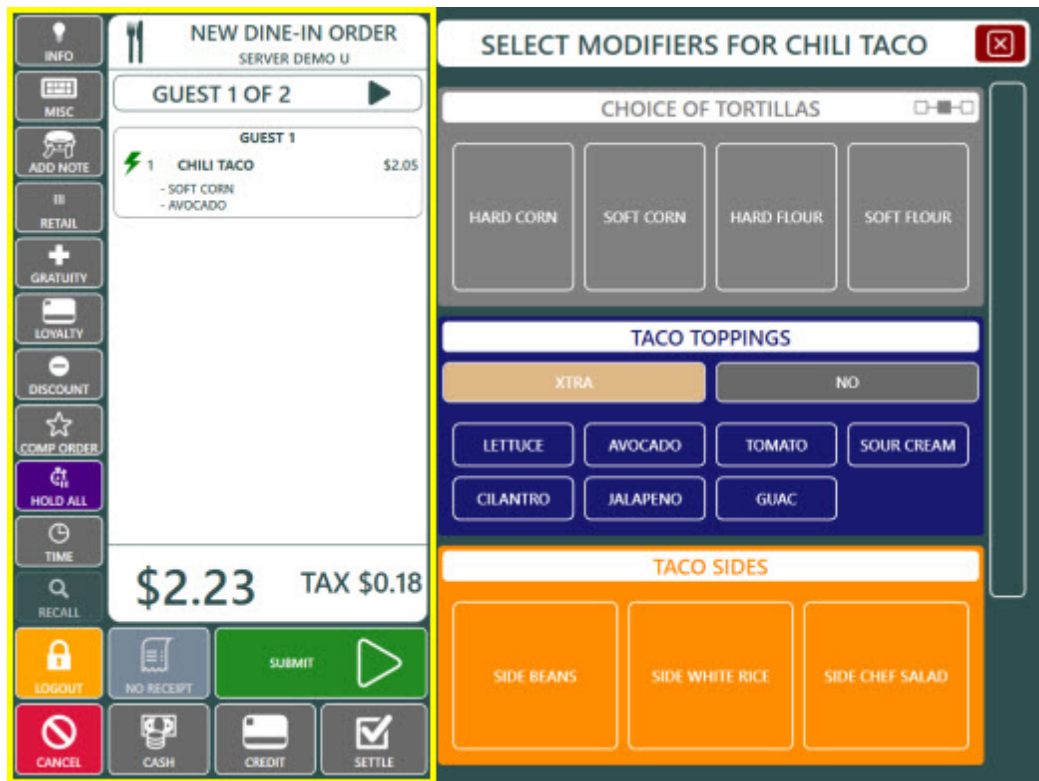 INFO
MISC
ADD NOTE
RETAIL
GRATUITY
LOYALTY
DISCOUNT
COMP ORDER
HOLD ALL
TIME
RECALL
LOGOUT
CANCEL
NEW DINE-IN ORDER
SERVER DEMO U
GUEST 1 OF 2
GUEST 1
1 CHILI TACO $2.05
- SOFT CORN
- AVOCADO
$2.23 TAX $0.18
NO RECEIPT
SUBMIT
CASH
CREDIT
SETTLE
SELECT MODIFIERS FOR CHILI TACO
CHOICE OF TORTILLAS
HARD CORN SOFT CORN HARD FLOUR SOFT FLOUR
TACO TOPPINGS
XTRA NO
LETTUCE AVOCADO TOMATO SOUR CREAM
CILANTRO JALAPENO GUAC
TACO SIDES
SIDE BEANS SIDE WHITE RICE SIDE CHEF SALAD